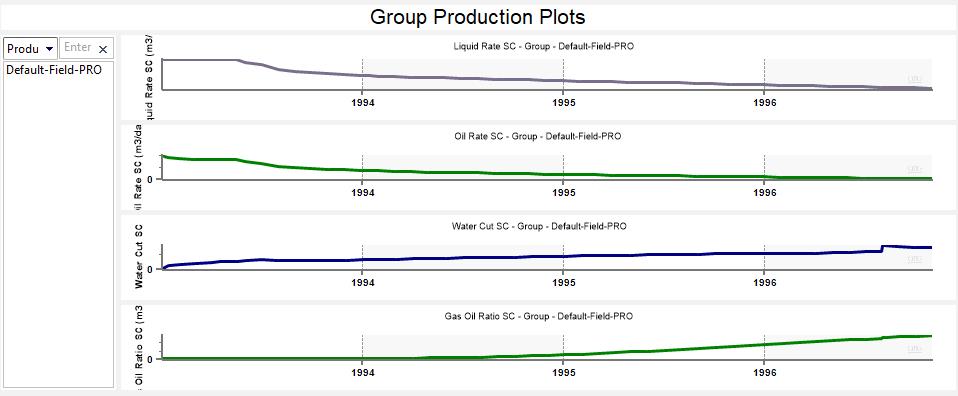 Group Production Plots
Produ
Enter
×
Default-Field-PRO
Liquid Rate SC - Group - Default-Field-PRO
quid Rate SC (m3/
1994
1995
1996
Oil Rate SC - Group - Default-Field-PRO
il Rate SC (m3/da
0
1994
1995
1996
Water Cut SC - Group - Default-Field-PRO
Water Cut SC
0
1994
1995
1996
Gas Oil Ratio SC - Group - Default-Field-PRO
Oil Ratio SC (m3
0
1994
1995
1996